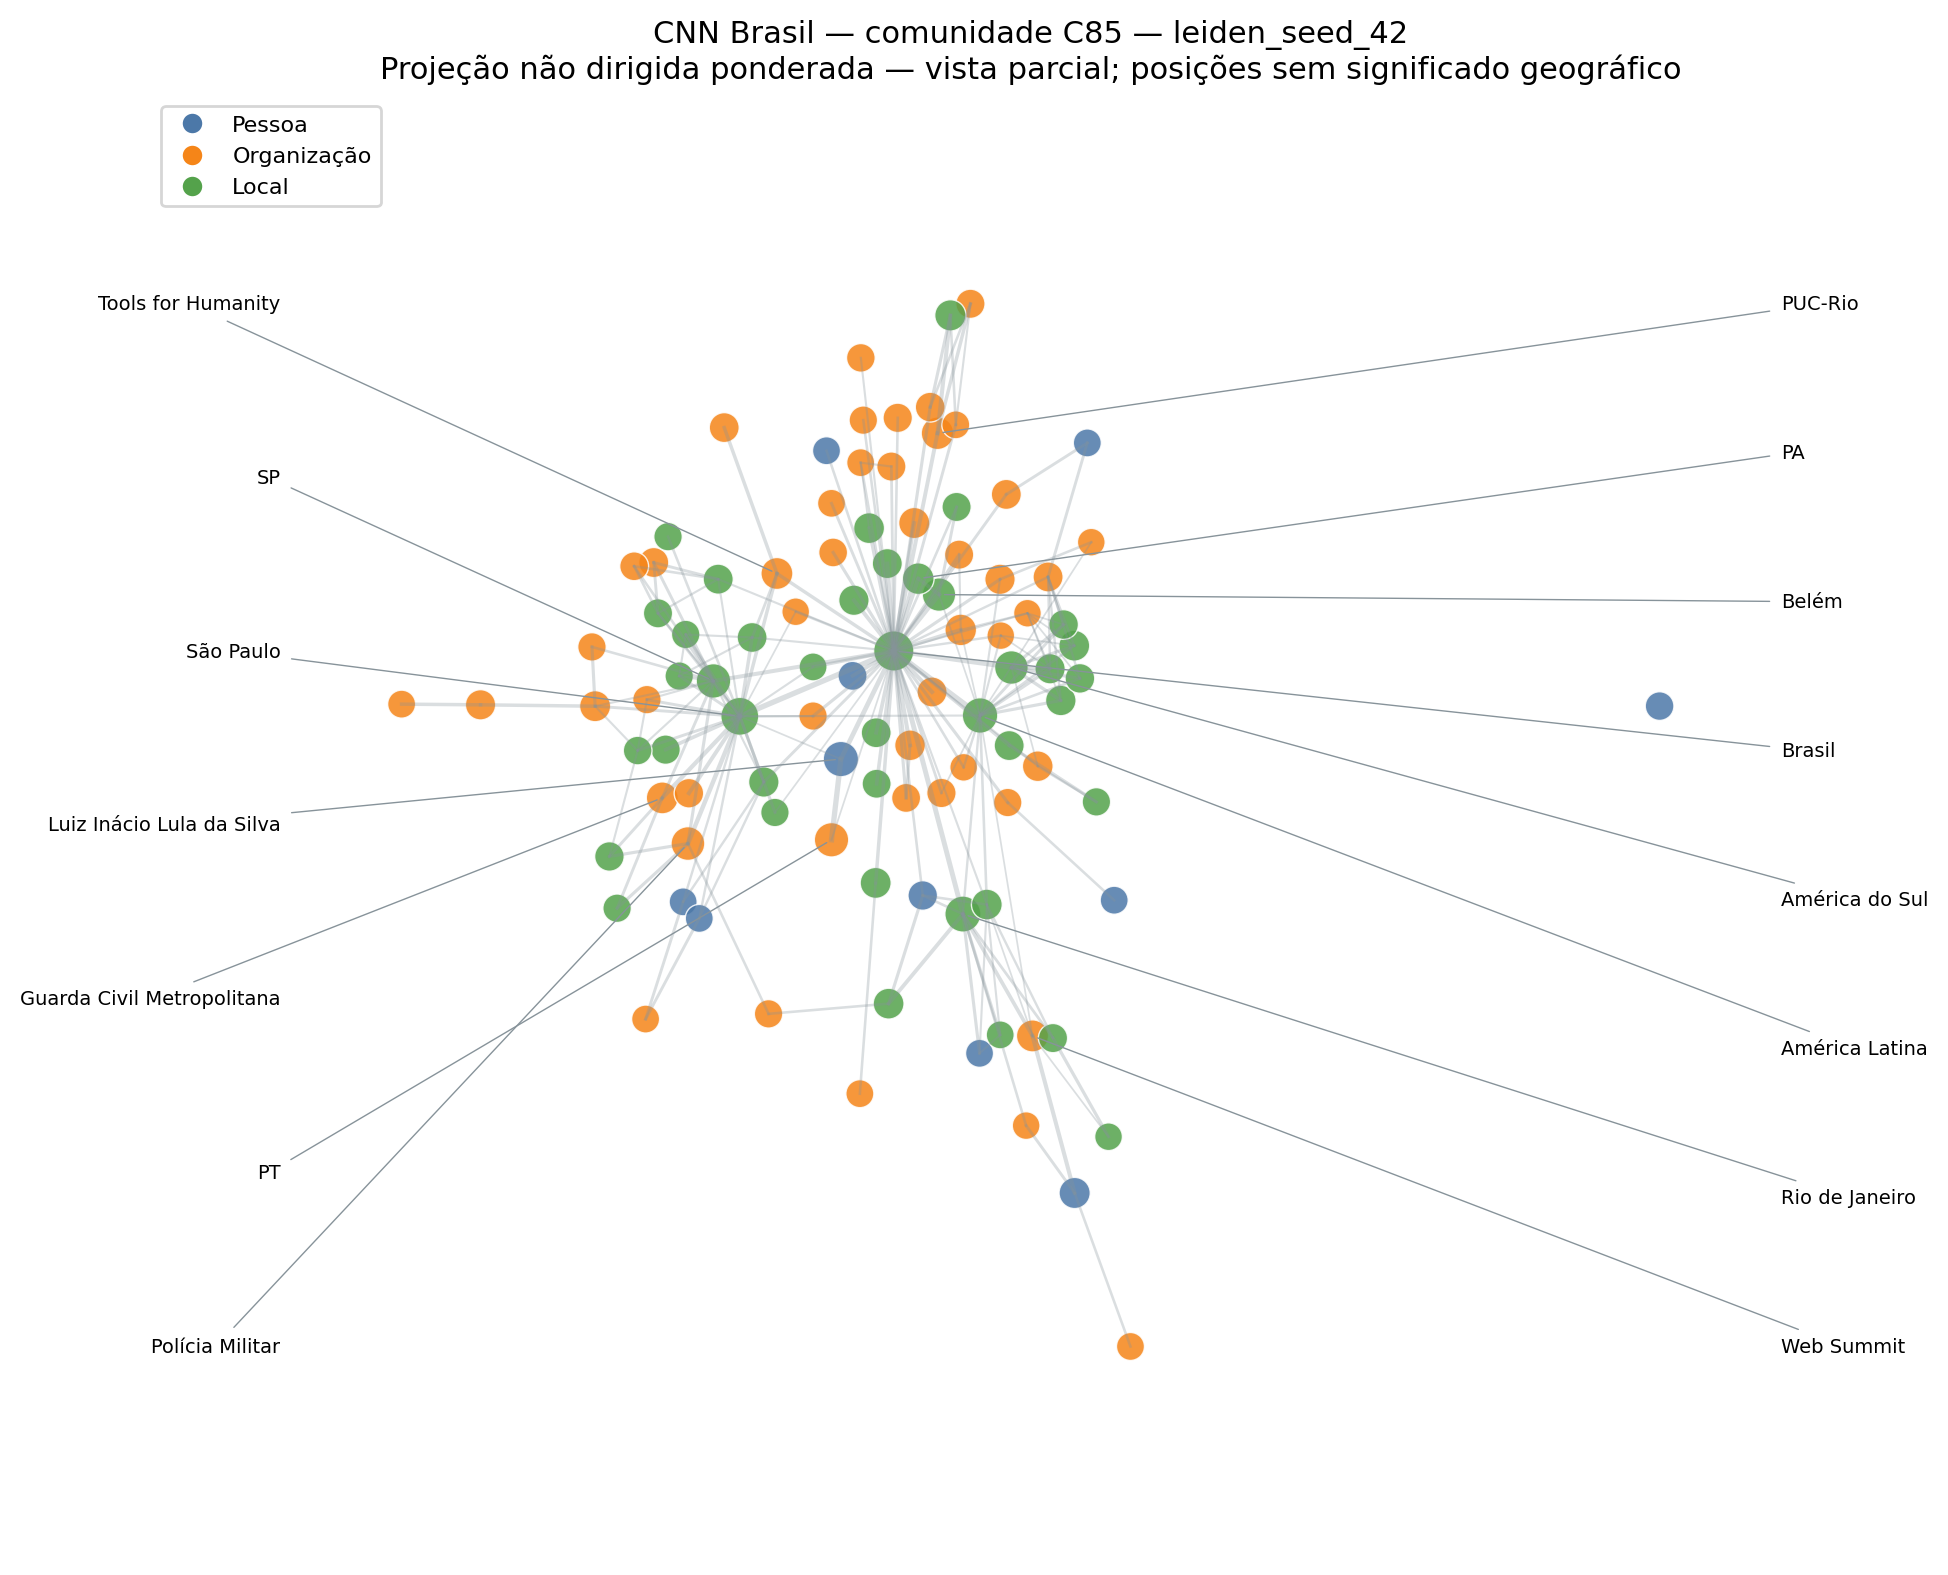 CNN Brasil — comunidade C85 — leiden_seed_42
Projeção não dirigida ponderada — vista parcial; posições sem significado geográfico
Pessoa
Organização
Local
Tools for Humanity
SP
São Paulo
Luiz Inácio Lula da Silva
Guarda Civil Metropolitana
PT
Polícia Militar
PUC-Rio
PA
Belém
Brasil
América do Sul
América Latina
Rio de Janeiro
Web Summit